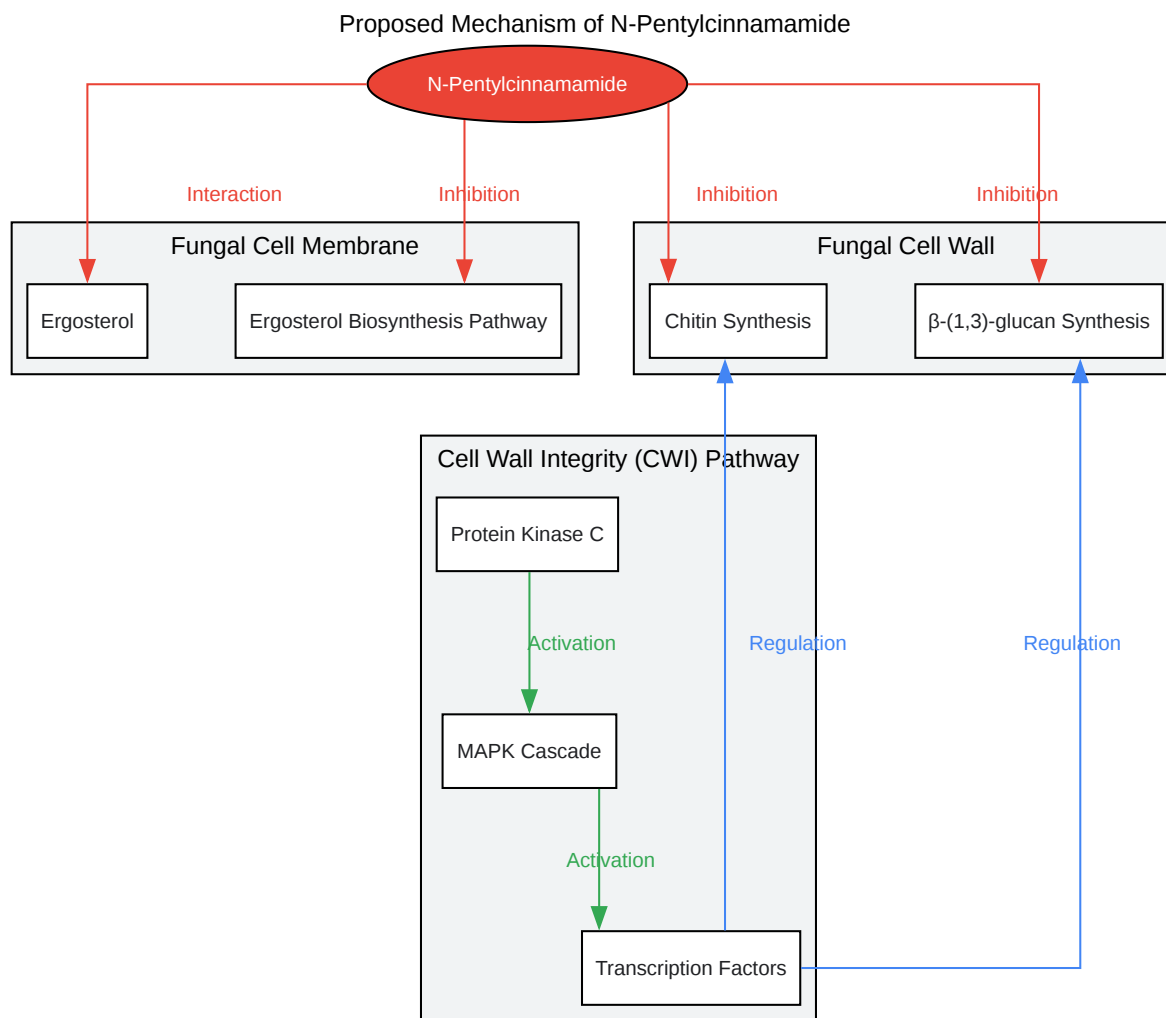 Proposed Mechanism of N-Pentylcinnamamide
N-Pentylcinnamamide
Interaction
Inhibition
Inhibition
Inhibition
Fungal Cell Membrane
Fungal Cell Wall
Ergosterol
Ergosterol Biosynthesis Pathway
Chitin Synthesis
β-(1,3)-glucan Synthesis
Cell Wall Integrity (CWI) Pathway
Protein Kinase C
Activation
Regulation
Regulation
MAPK Cascade
Activation
Transcription Factors